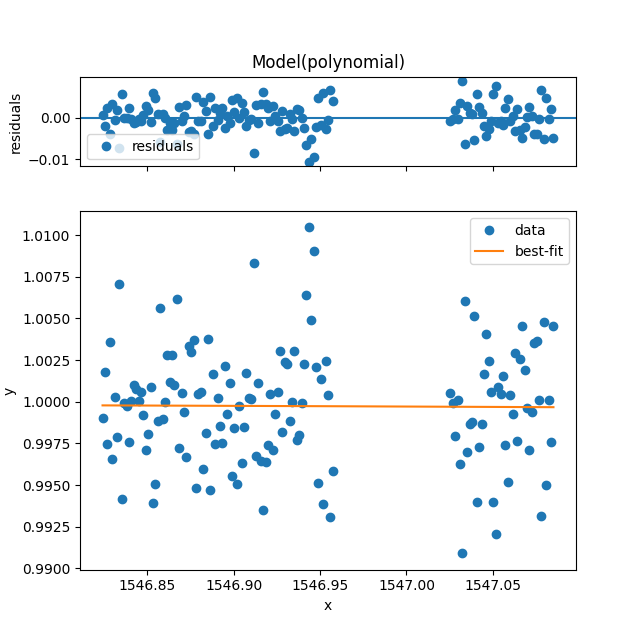 Model(polynomial)
residuals
0.00
−0.01
residuals
y
1.0100
1.0075
1.0050
1.0025
1.0000
0.9975
0.9950
0.9925
0.9900
data
best-fit
1546.85 1546.90 1546.95 1547.00 1547.05
x